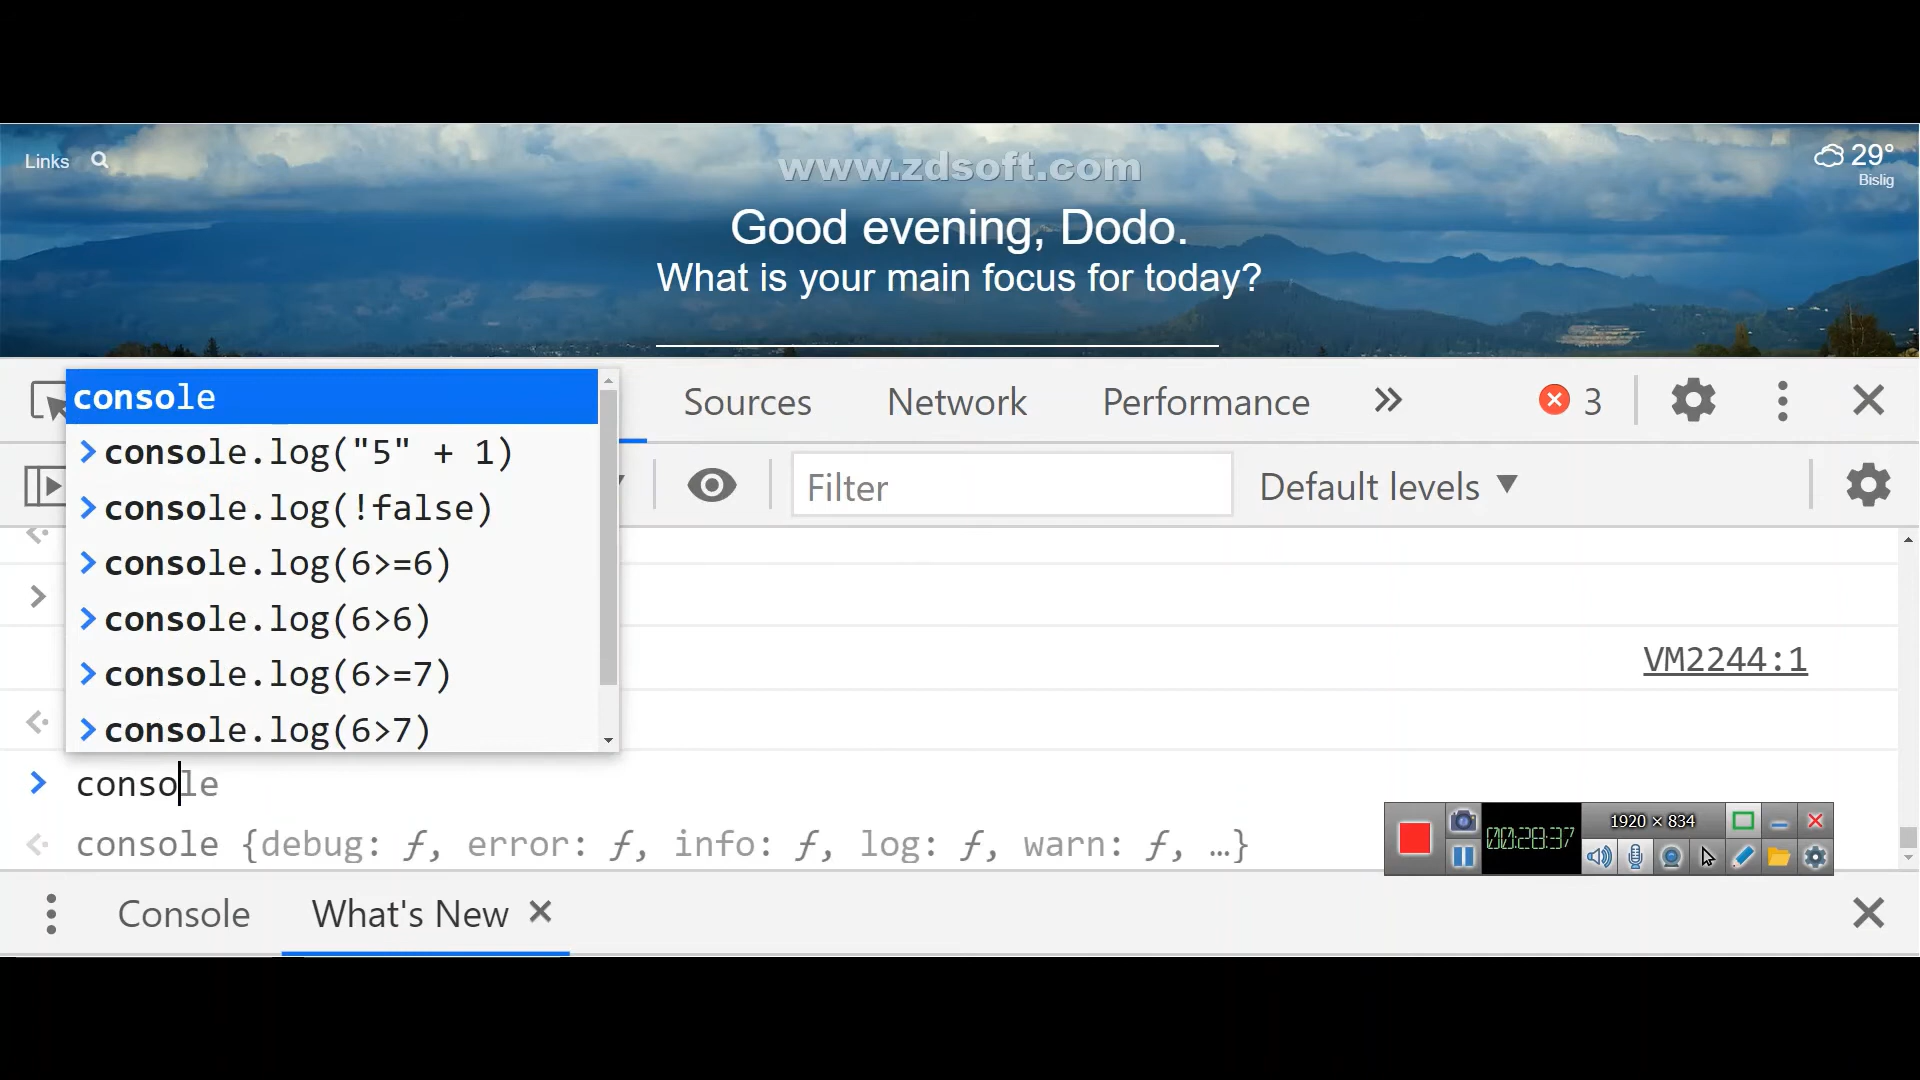 Links
www.zdsoft.com
29°
Bislig
Good evening, Dodo.
What is your main focus for today?
Sources Network Performance 3
Filter
Default levels
console
console.log("5" + 1)
console.log(!false)
console.log(6>=6)
console.log(6>6)
console.log(6>=7)
console.log(6>7)
VM2244:1
console
console {debug: ƒ, error: ƒ, info: ƒ, log: ƒ, warn: ƒ, …}
1920 × 834
00:28:37
Console What's New